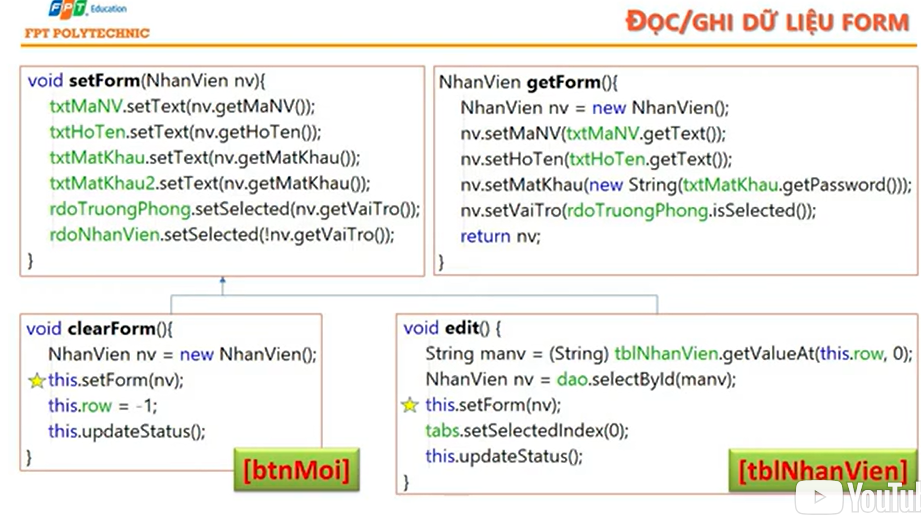 FPT Education
FPT POLYTECHNIC
ĐỌC/GHI DỮ LIỆU FORM
void setForm(NhanVien nv){
txtMaNV.setText(nv.getMaNV());
txtHoTen.setText(nv.getHoTen());
txtMatKhau.setText(nv.getMatKhau());
txtMatKhau2.setText(nv.getMatKhau());
rdoTruongPhong.setSelected(nv.getVaiTro());
rdoNhanVien.setSelected(!nv.getVaiTro());
}
NhanVien getForm(){
NhanVien nv = new NhanVien();
nv.setMaNV(txtMaNV.getText());
nv.setHoTen(txtHoTen.getText());
nv.setMatKhau(new String(txtMatKhau.getPassword()));
nv.setVaiTro(rdoTruongPhong.isSelected());
return nv;
}
void clearForm(){
NhanVien nv = new NhanVien();
this.setForm(nv);
this.row = -1;
this.updateStatus();
}
[btnMoi]
void edit() {
String manv = (String) tblNhanVien.getValueAt(this.row, 0);
NhanVien nv = dao.selectById(manv);
this.setForm(nv);
tabs.setSelectedIndex(0);
this.updateStatus();
}
[tblNhanVien]